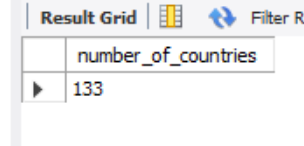 Result Grid Filter R
number_of_countries
133